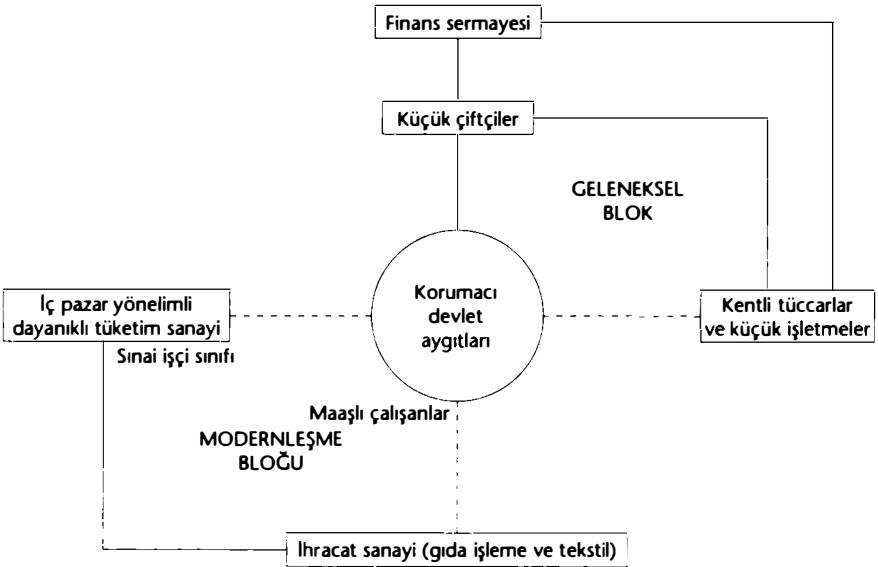 Finans sermayesi
Küçük çiftçiler
GELENEKSEL
BLOK
Korumacı
devlet
aygıtları
İç pazar yönelimli
dayanıklı tüketim sanayi
Sınai işçi sınıfı
Kentli tüccarlar
ve küçük işletmeler
Maaşlı çalışanlar
MODERNLEŞME
BLOĞU
İhracat sanayi (gıda işleme ve tekstil)